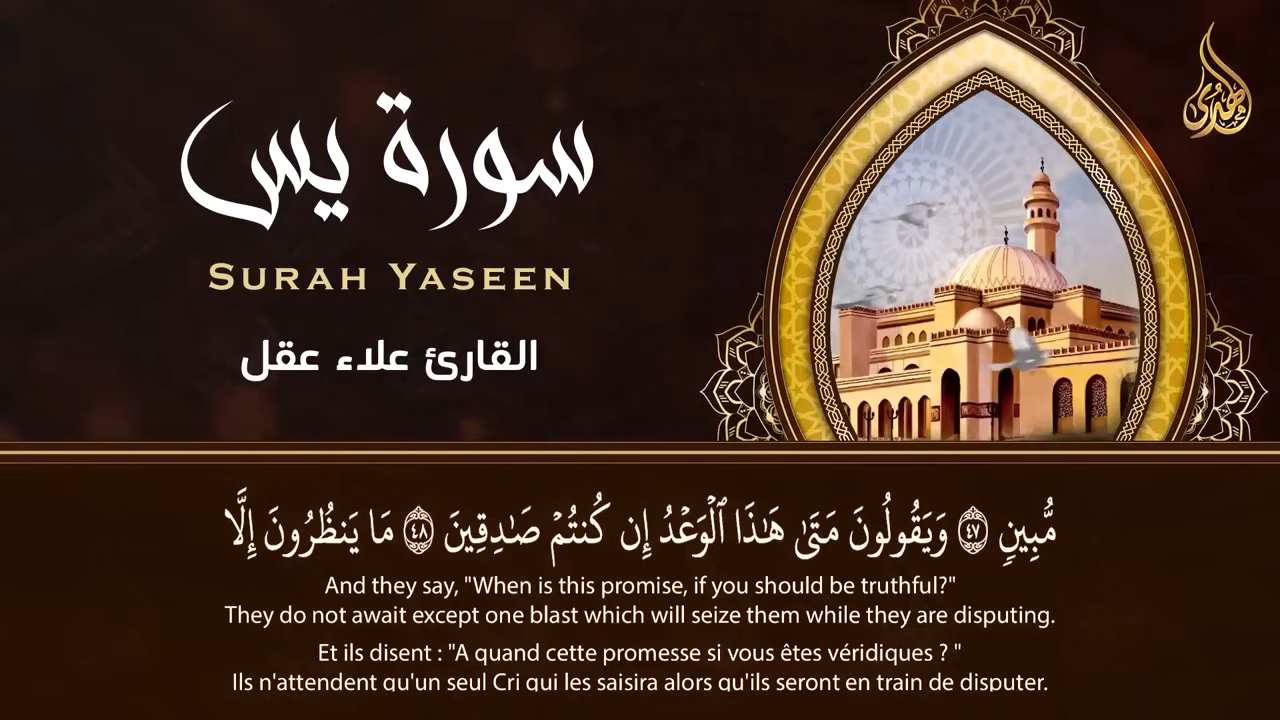 سورة يس
SURAH YASEEN
القارئ علاء عقل
هدى
مُّبِينٍ ۝٤٧ وَيَقُولُونَ مَتَىٰ هَـٰذَا ٱلْوَعْدُ إِن كُنتُمْ صَـٰدِقِينَ ۝٤٨ مَا يَنظُرُونَ إِلَّا
And they say, "When is this promise, if you should be truthful?"
They do not await except one blast which will seize them while they are disputing.
Et ils disent : "A quand cette promesse si vous êtes véridiques ? "
Ils n'attendent qu'un seul Cri qui les saisira alors qu'ils seront en train de disputer.